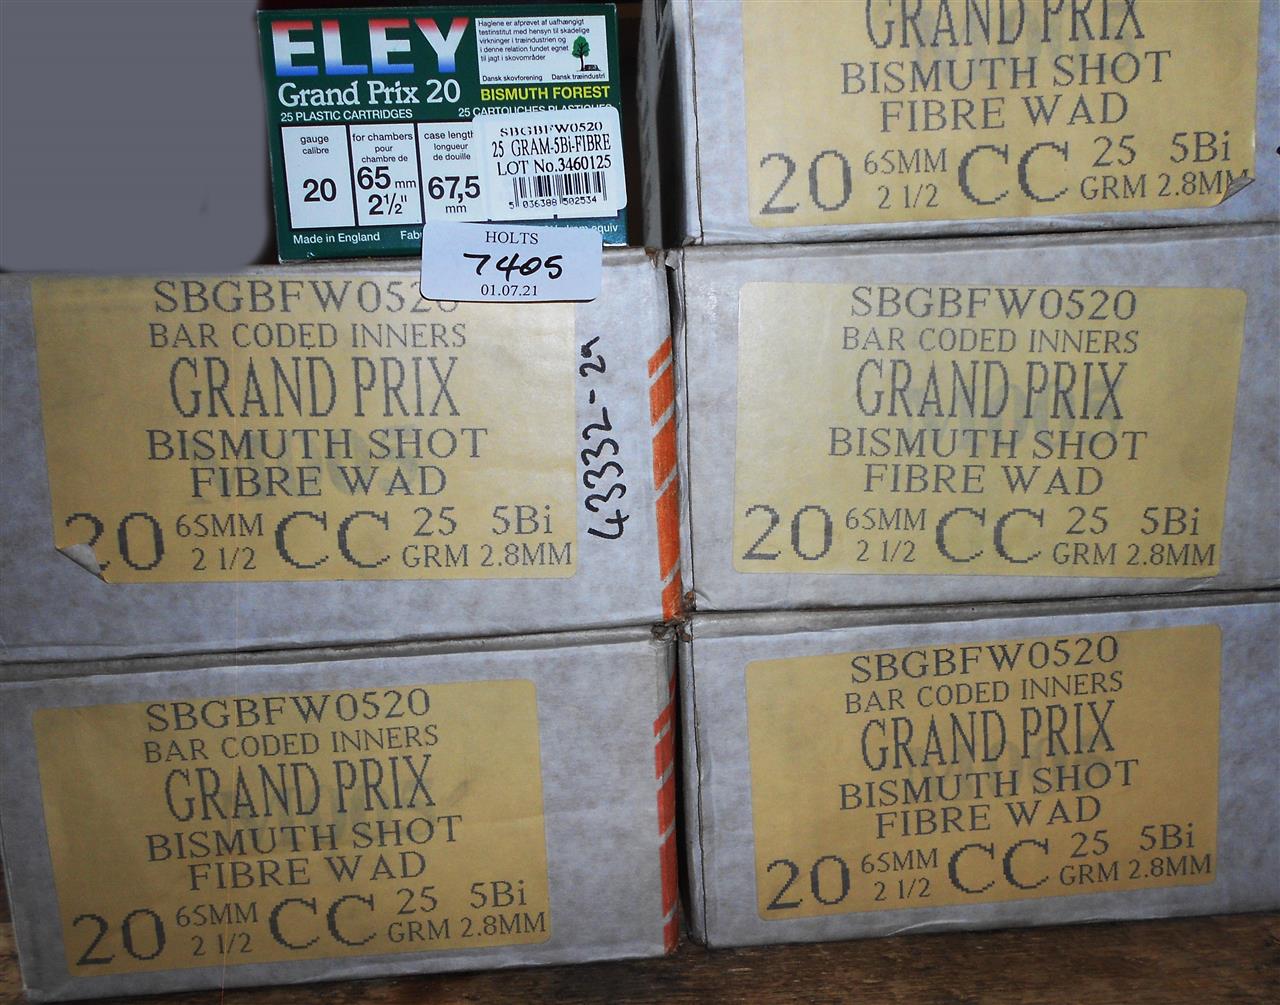 ELEY
Grand Prix 20
25 PLASTIC CARTRIDGES
25 CARTOUCHES PLASTIQUES
Haglene er afprøvet af uafhængigt
testinstitut med hensyn til skadelige
virkninger i træindustrien og
i denne relation fundet egnet
til jagt i skovområder
Dansk skovforening Dansk træindustri
BISMUTH FOREST
gauge
calibre
20
for chambers
pour
chambre de
65 mm
2½"
case length
longueur
de douille
67,5
mm
SBGBFW0520
25 GRAM-5Bi-FIBRE
LOT No.3460125
5 036388 502534
Made in England
equiv
HOLTS
7405
01.07.21
GRAND PRIX
BISMUTH SHOT
FIBRE WAD
20 65MM 2 1/2 CC 25 GRM 5Bi 2.8MM
SBGBFW0520
BAR CODED INNERS
GRAND PRIX
BISMUTH SHOT
FIBRE WAD
20 65MM 2 1/2 CC 25 GRM 5Bi 2.8MM
43332-29
SBGBFW0520
BAR CODED INNERS
GRAND PRIX
BISMUTH SHOT
FIBRE WAD
20 65MM 2 1/2 CC 25 GRM 5Bi 2.8MM
SBGBFW0520
BAR CODED INNERS
GRAND PRIX
BISMUTH SHOT
FIBRE WAD
20 65MM 2 1/2 CC 25 GRM 5Bi 2.8MM
SBGBFW0520
BAR CODED INNERS
GRAND PRIX
BISMUTH SHOT
FIBRE WAD
20 65MM 2 1/2 CC 25 GRM 5Bi 2.8MM